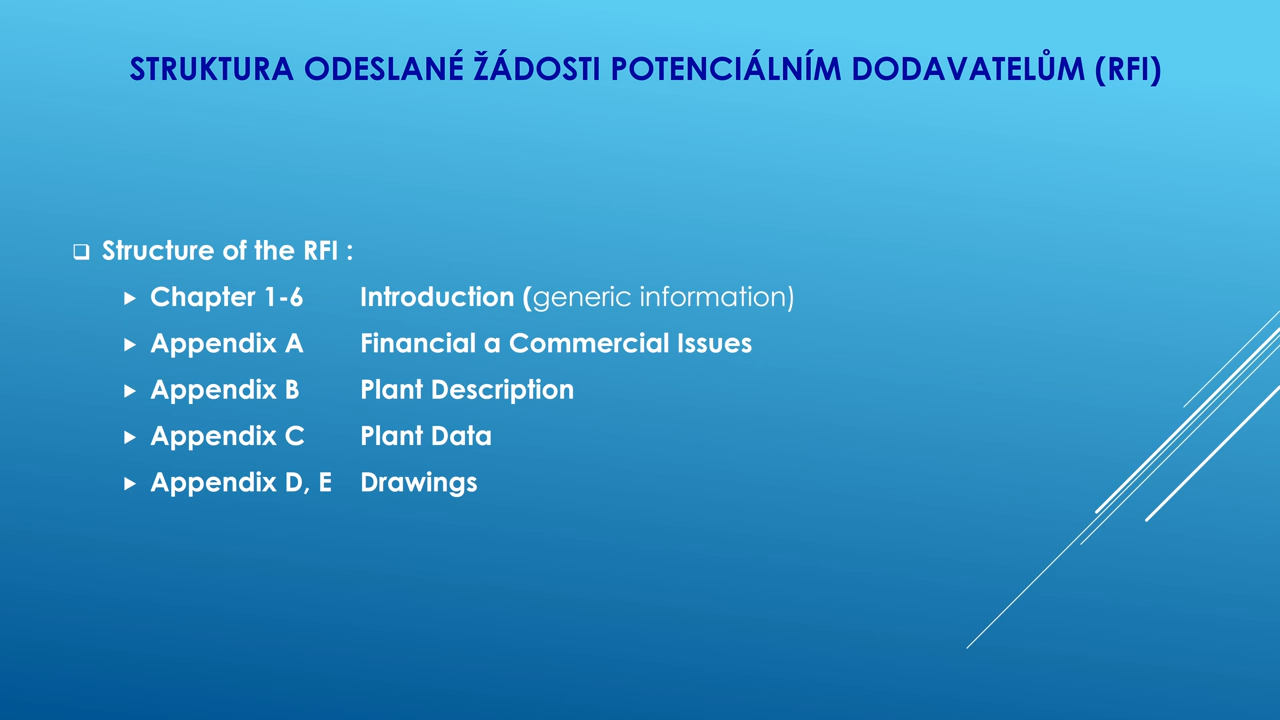 STRUKTURA ODESLANÉ ŽÁDOSTI POTENCIÁLNÍM DODAVATELŮM (RFI)
Structure of the RFI :
Chapter 1-6 Introduction (generic information)
Appendix A Financial a Commercial Issues
Appendix B Plant Description
Appendix C Plant Data
Appendix D, E Drawings